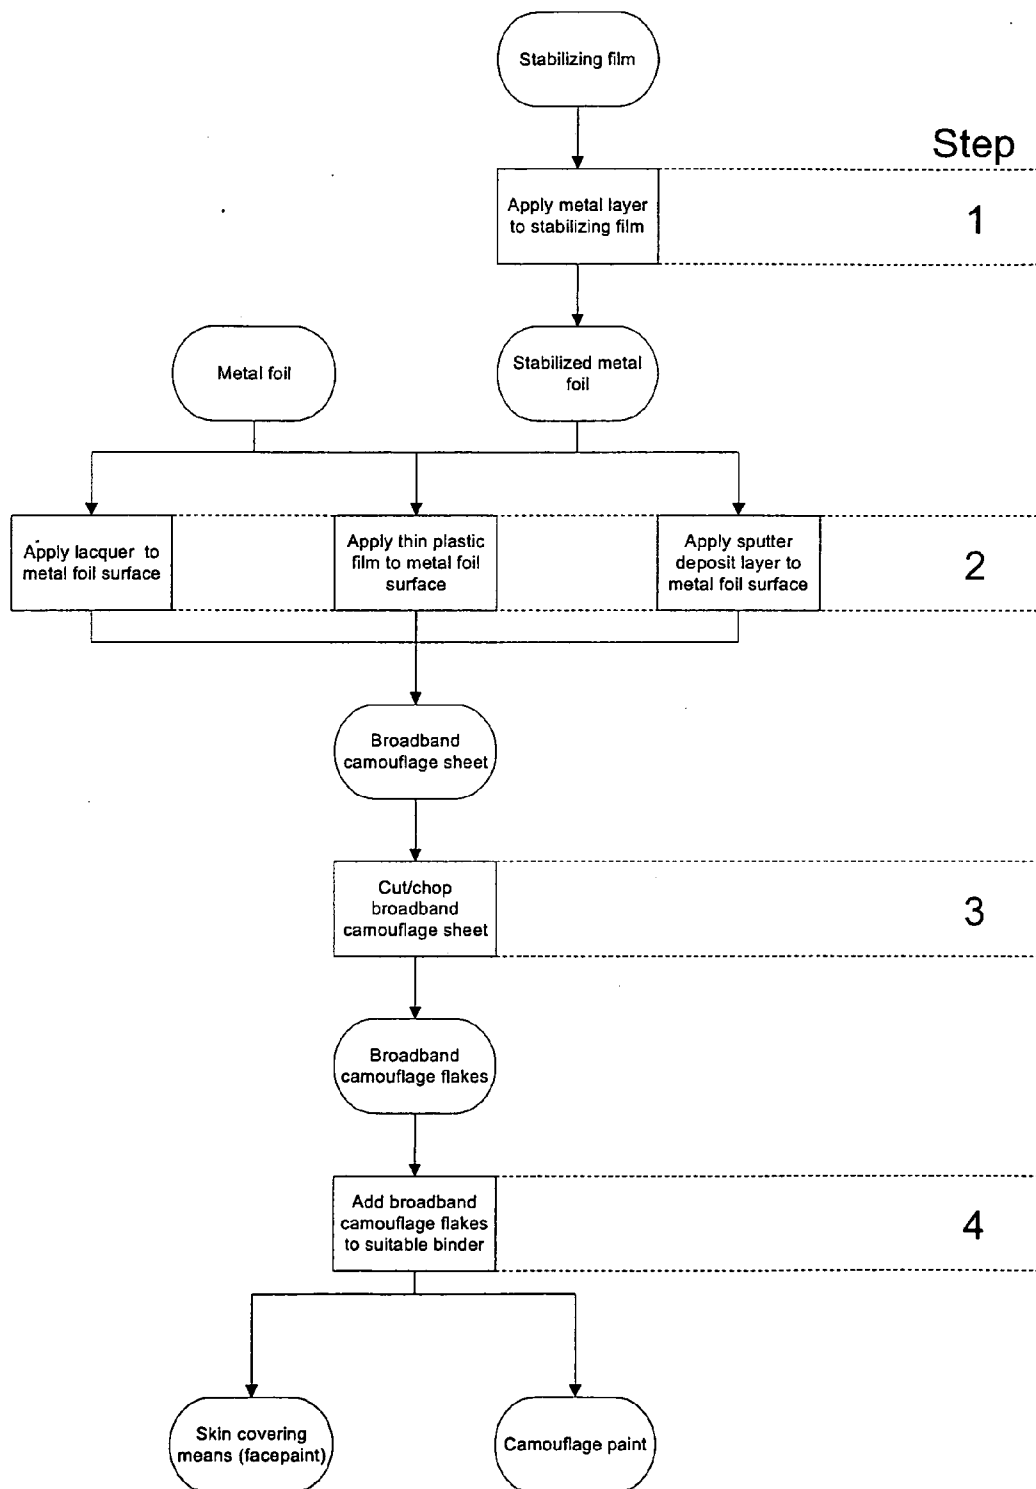 Stabilizing film
Step
Apply metal layer
to stabilizing film
1
Metal foil
Stabilized metal
foil
Apply lacquer to
metal foil surface
Apply thin plastic
film to metal foil
surface
Apply sputter
deposit layer to
metal foil surface
2
Broadband
camouflage sheet
Cut/chop
broadband
camouflage sheet
3
Broadband
camouflage flakes
Add broadband
camouflage flakes
to suitable binder
4
Skin covering
means (facepaint)
Camouflage paint